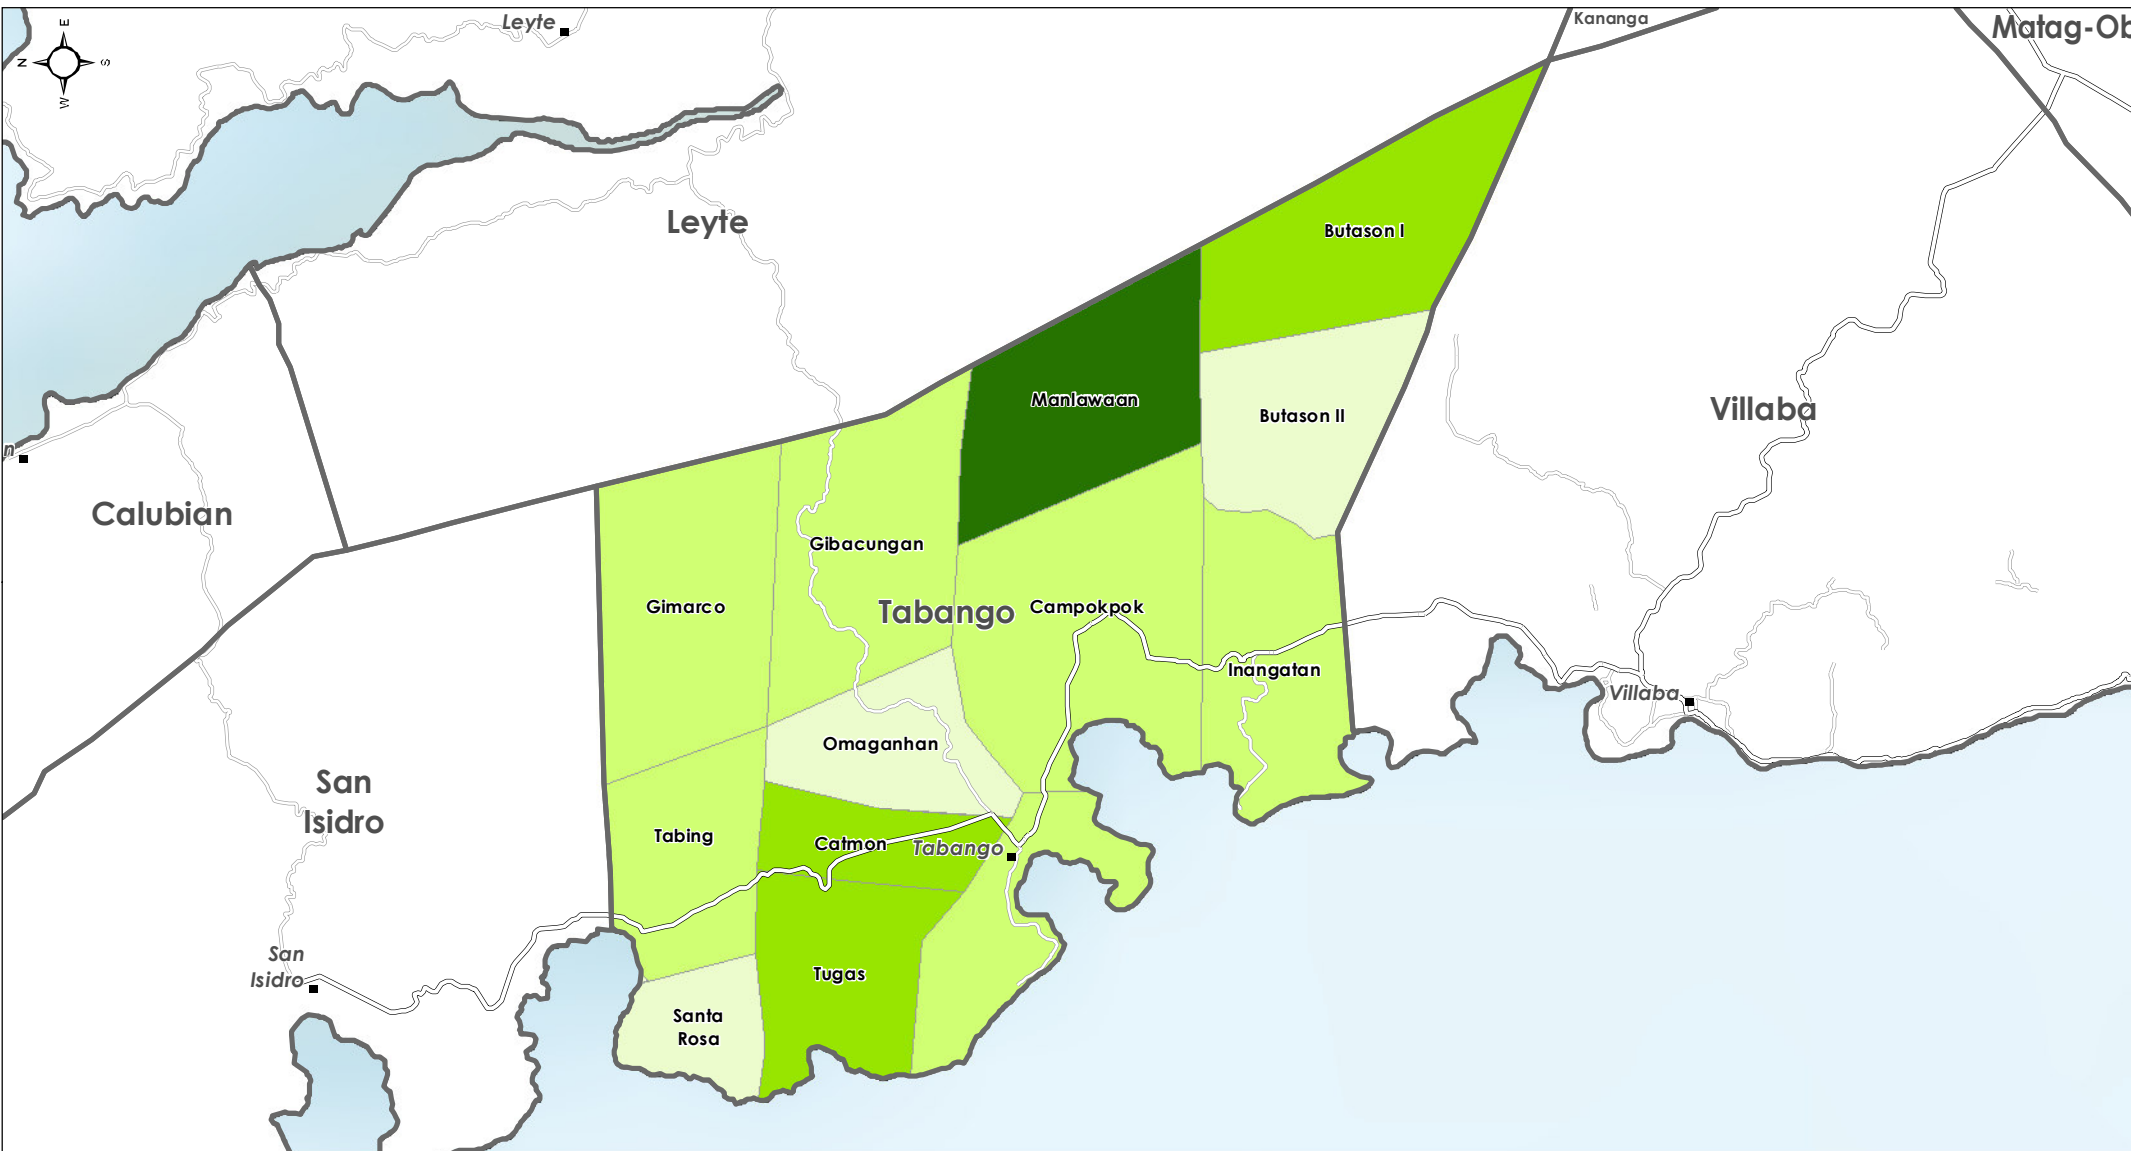 Leyte
Kananga
Matag-Ob
E
N
S
W
Leyte
Butason I
Manlawaan
Butason II
Villaba
n
Calubian
Gibacungan
Gimarco
Tabango
Campokpok
Inangatan
Villaba
Omaganhan
San
Isidro
Tabing
Catmon
Tabango
San
Isidro
Tugas
Santa
Rosa